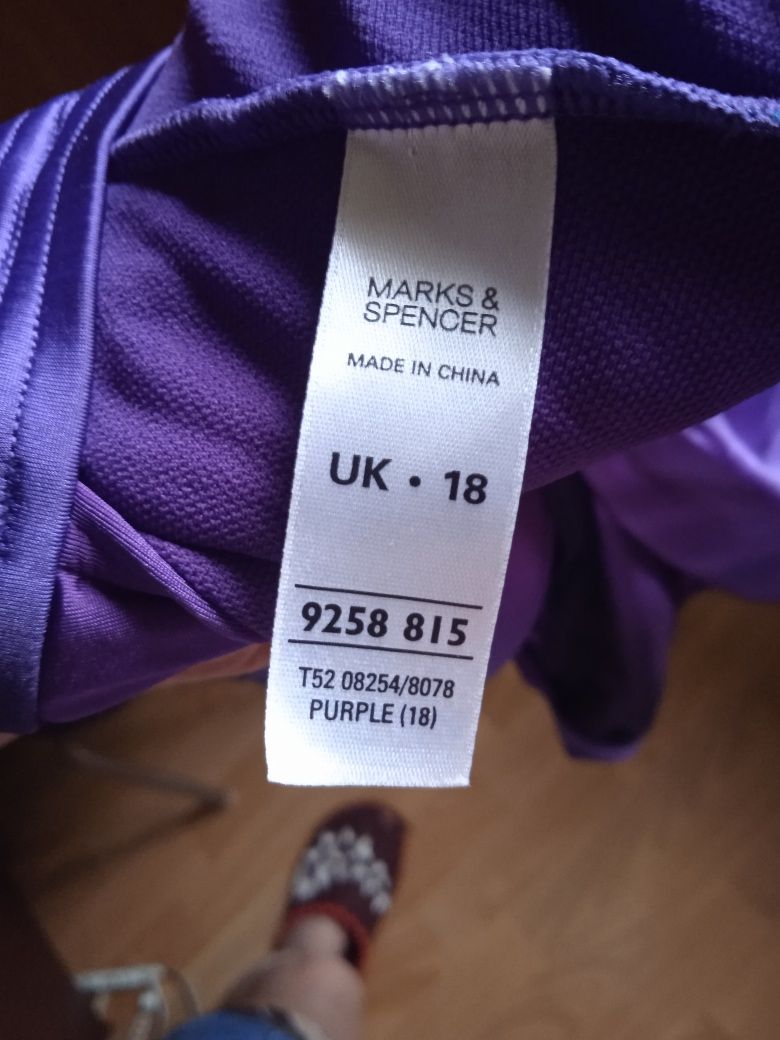 MARKS &
SPENCER
MADE IN CHINA
UK • 18
9258 815
T52 08254/8078
PURPLE (18)